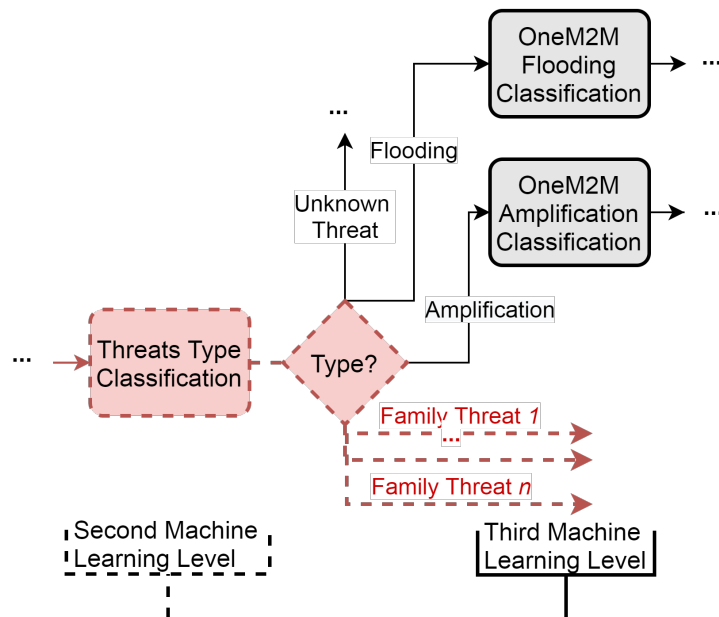 OneM2M
Flooding
Classification
...
...
Flooding
OneM2M
Amplification
Classification
...
Unknown
Threat
Amplification
...
Threats Type
Classification
Type?
Family Threat 1
...
Family Threat n
Second Machine
Learning Level
Third Machine
Learning Level